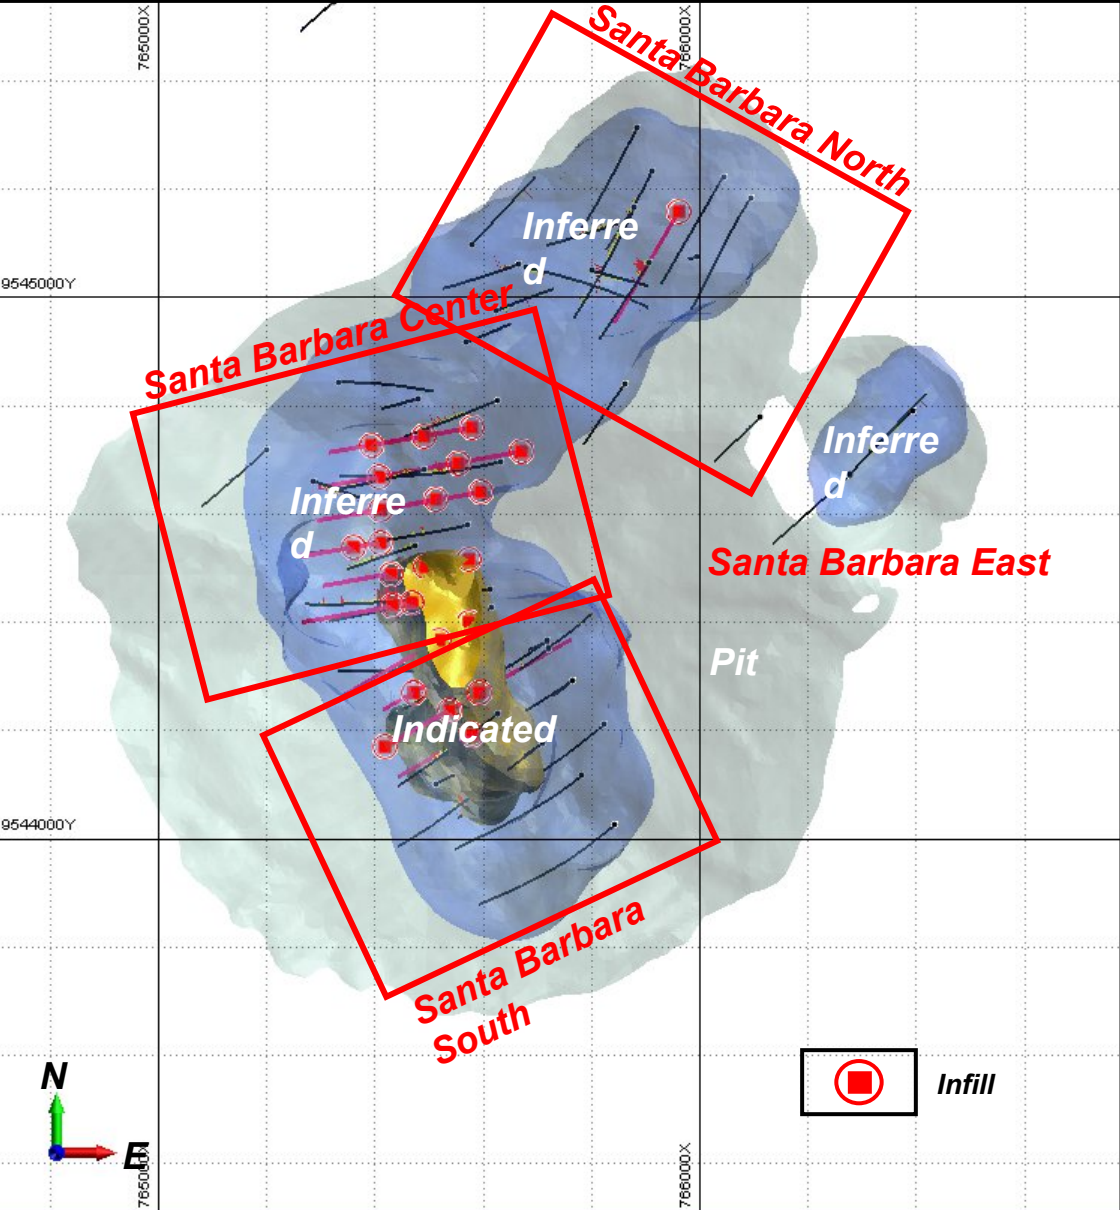 765000X
766000X
Santa Barbara North
Inferre
d
9545000Y
Santa Barbara Center
Inferre
d
Inferre
d
Santa Barbara East
Pit
Indicated
9544000Y
Santa Barbara
South
N
E
Infill
765000X
766000X